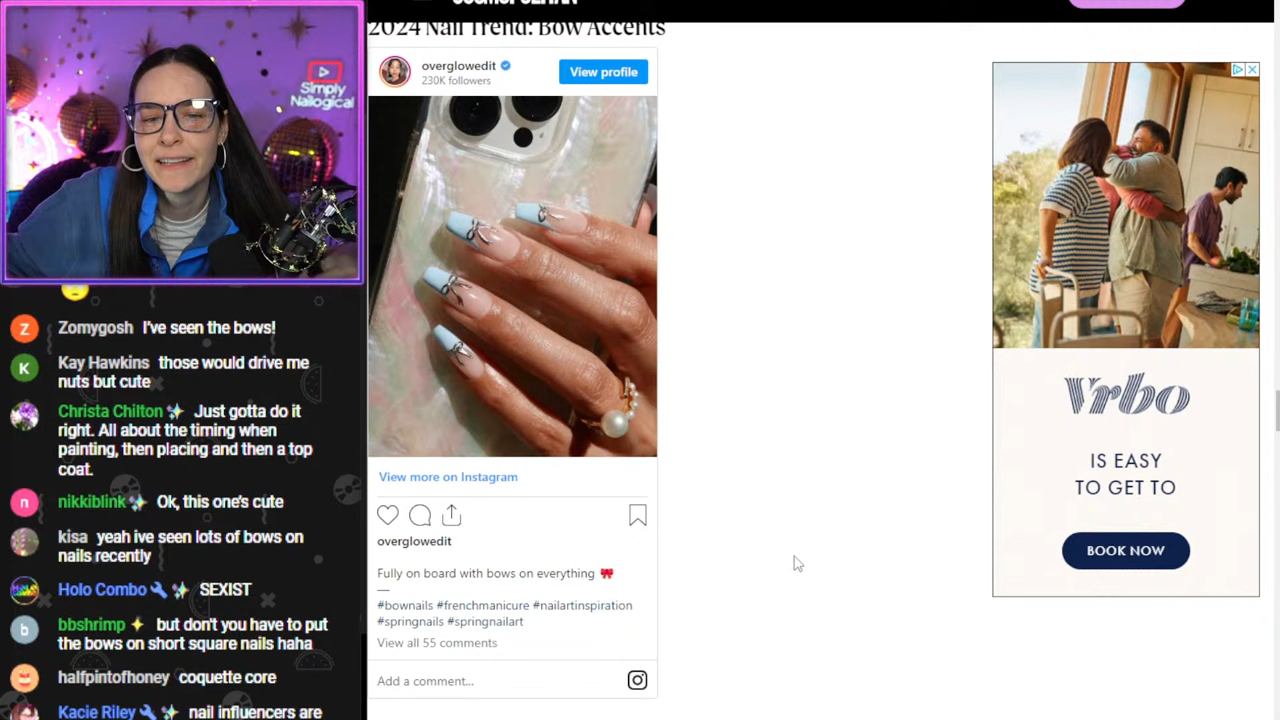 COSMOPOLITAN
2024 Nail Trend: Bow Accents
overglowedit
230K followers
View profile
Simply
Nailogical
Zomygosh I've seen the bows!
Kay Hawkins those would drive me
nuts but cute
Christa Chilton Just gotta do it
right. All about the timing when
painting, then placing and then a top
coat.
nikkiblink Ok, this one's cute
kisa yeah ive seen lots of bows on
nails recently
Holo Combo SEXIST
bbshrimp but don't you have to put
the bows on short square nails haha
halfpintofhoney coquette core
Kacie Riley nail influencers are
View more on Instagram
overglowedit
Fully on board with bows on everything 🎀
—
#bownails #frenchmanicure #nailartinspiration
#springnails #springnailart
View all 55 comments
Add a comment...
Vrbo
IS EASY
TO GET TO
BOOK NOW